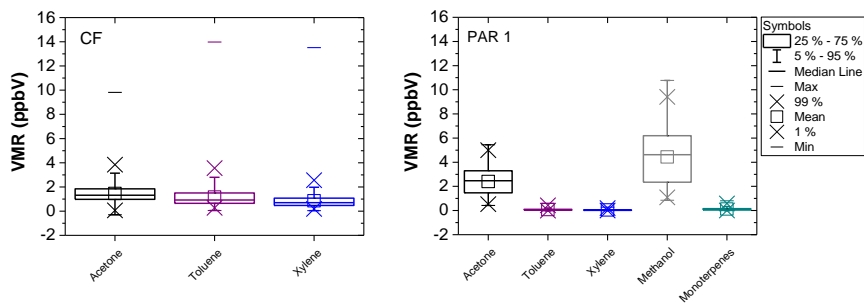 CF
VMR (ppbV)
16
14
12
10
8
6
4
2
0
-2
Acetone
Toluene
Xylene
PAR 1
VMR (ppbV)
16
14
12
10
8
6
4
2
0
-2
Acetone
Toluene
Xylene
Methanol
Monoterpenes
Symbols
25 % - 75 %
5 % - 95 %
Median Line
Max
99 %
Mean
1 %
Min